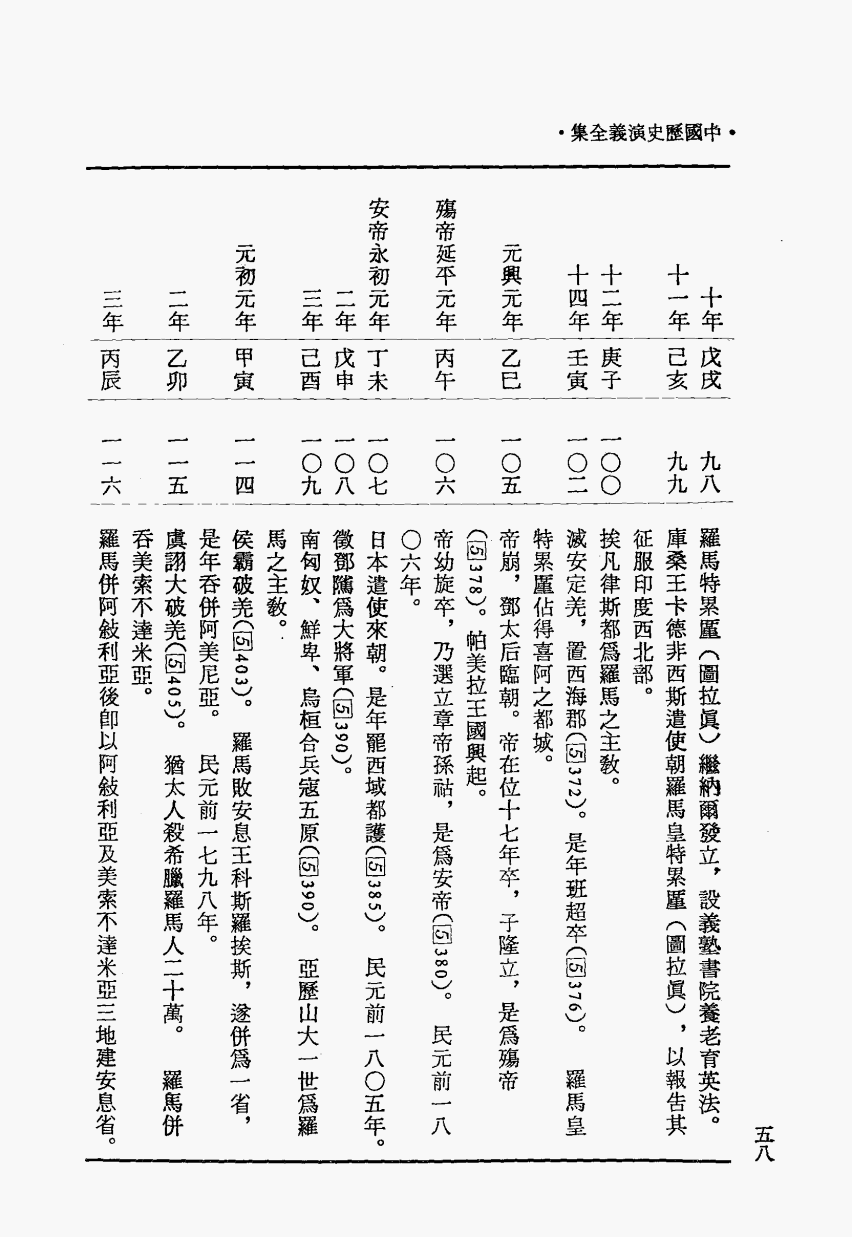 •中國歷史演義全集•
十年 戊戌 九八 羅馬特累厪（圖拉眞）繼納爾發立，設義塾書院養老育英法。
十一年 己亥 九九 庫桑王卡德非西斯遣使朝羅馬皇特累厪（圖拉眞），以報告其
征服印度西北部。
十二年 庚子 一〇〇 挨凡律斯都爲羅馬之主敎。
十四年 壬寅 一〇二 滅安定羌，置西海郡（5372）。是年班超卒（5376）。 羅馬皇
特累厪佔得喜阿之都城。
元興元年 乙巳 一〇五 帝崩，鄧太后臨朝。帝在位十七年卒，子隆立，是爲殤帝
（5378）。帕美拉王國興起。
殤帝延平元年 丙午 一〇六 帝幼旋卒，乃選立章帝孫祜，是爲安帝（5380）。 民元前一八
〇六年。
安帝永初元年 丁未 一〇七 日本遣使來朝。是年罷西域都護（5385）。 民元前一八〇五年。
二年 戊申 一〇八 徵鄧隲爲大將軍（5390）。
三年 己酉 一〇九 南匈奴、鮮卑、烏桓合兵寇五原（5390）。 亞歷山大一世爲羅
馬之主敎。
元初元年 甲寅 一一四 侯霸破羌（5403）。 羅馬敗安息王科斯羅挨斯，遂併爲一省，
是年吞併阿美尼亞。 民元前一七九八年。
二年 乙卯 一一五 虞詡大破羌（5405）。 猶太人殺希臘羅馬人二十萬。 羅馬併
吞美索不達米亞。
三年 丙辰 一一六 羅馬併阿敍利亞後卽以阿敍利亞及美索不達米亞三地建安息省。
五八